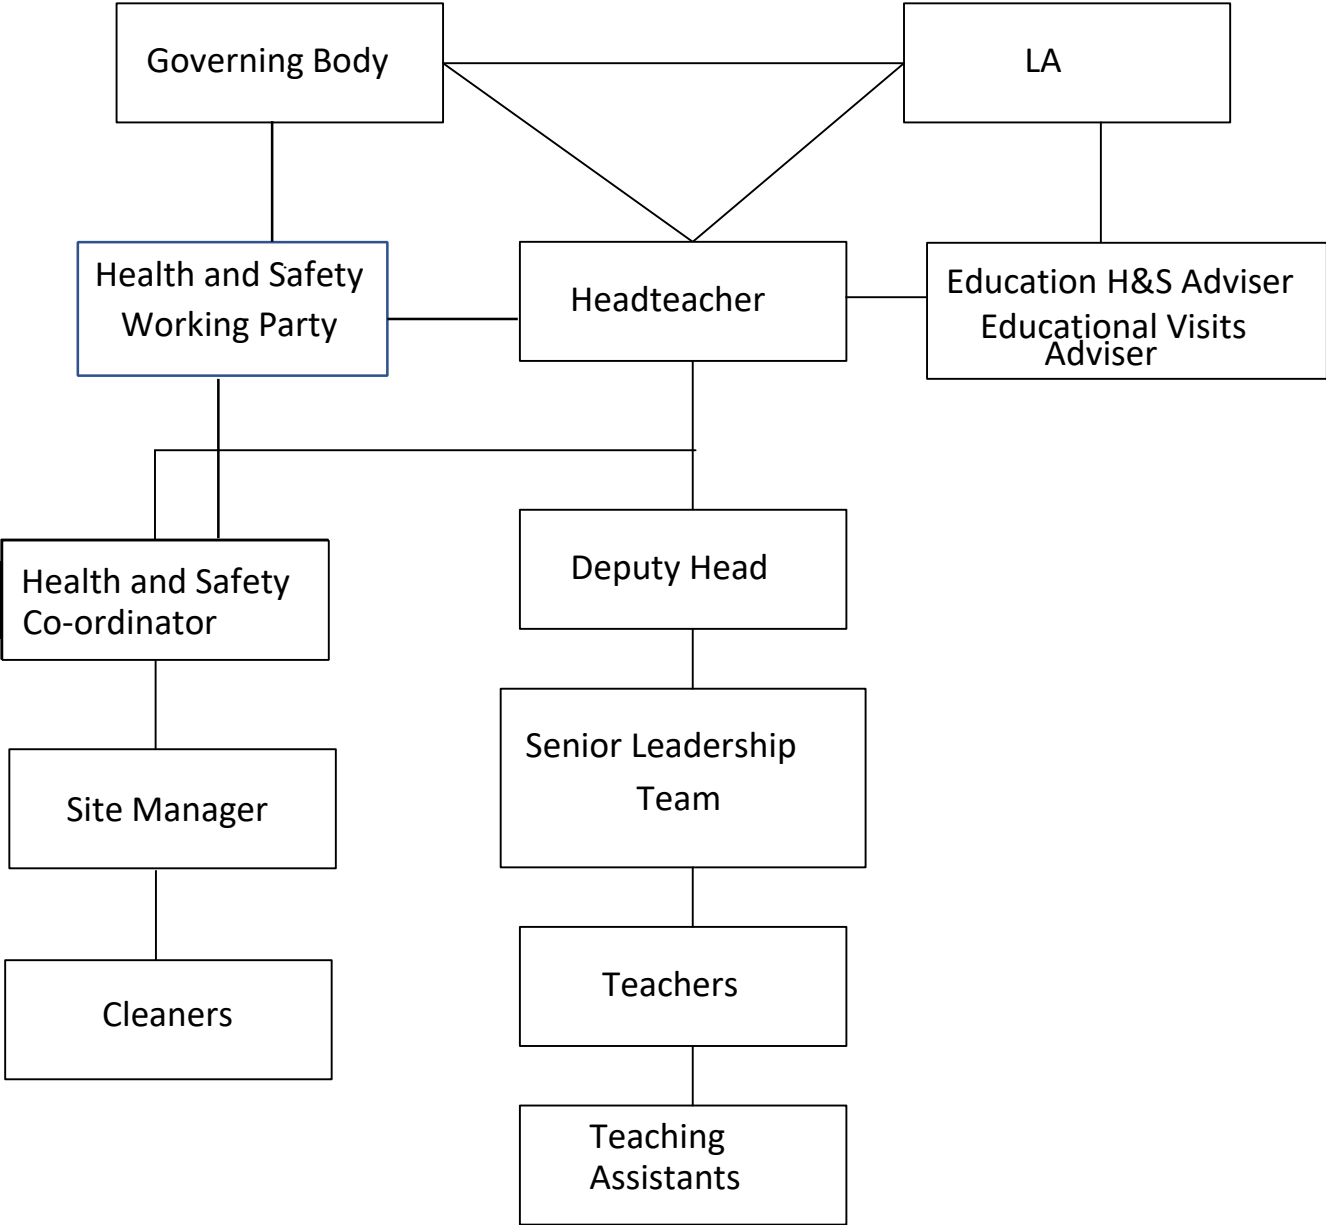 Governing Body
LA
Health and Safety
Working Party
Headteacher
Education H&S Adviser
Educational Visits
Adviser
Deputy Head
Health and Safety
Co-ordinator
Senior Leadership
Team
Site Manager
Teachers
Cleaners
Teaching
Assistants